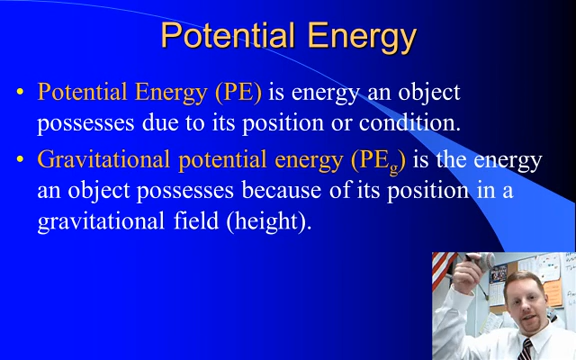 Potential Energy
• Potential Energy (PE) is energy an object
possesses due to its position or condition.
• Gravitational potential energy (PEg) is the energy
an object possesses because of its position in a
gravitational field (height).